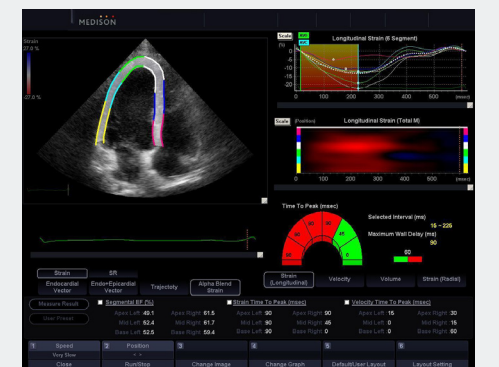 MEDISON
Strain
27.0 %
-27.0 %
Scale
AVO
AVC
Longitudinal Strain (6 Segment)
(%)
0
-5
-10
-15
-20
0 100 200 300 400 500 (msec)
Scale (Position) Longitudinal Strain (Total M)
0 100 200 300 400 500 (msec)
Time To Peak (msec)
90
90
90
90
45
0
Selected Interval (ms)
15 ~ 225
Maximum Wall Delay (ms)
90
60
Strain SR
Endocardial Vector
Endo+Epicardial Vector
Trajectoty
Alpha Blend Strain
Strain (Longitudinal)
Velocity
Volume
Strain (Radial)
Measure Result
User Preset
Segmental EF (%)
Apex Left 49.1 Apex Right 61.5
Mid Left 52.4 Mid Right 61.7
Base Left 52.5 Base Right 59.4
Strain Time To Peak (msec)
Apex Left 90 Apex Right 90
Mid Left 90 Mid Right 45
Base Left 90 Base Right 0
Velocity Time To Peak (msec)
Apex Left 15 Apex Right 30
Mid Left 0 Mid Right 15
Base Left 0 Base Right 60
1 Speed
Very Slow
Close
2 Position
Run/Stop
3
Change Image
4
Change Graph
5
Default/User Layout
6
Layout Setting